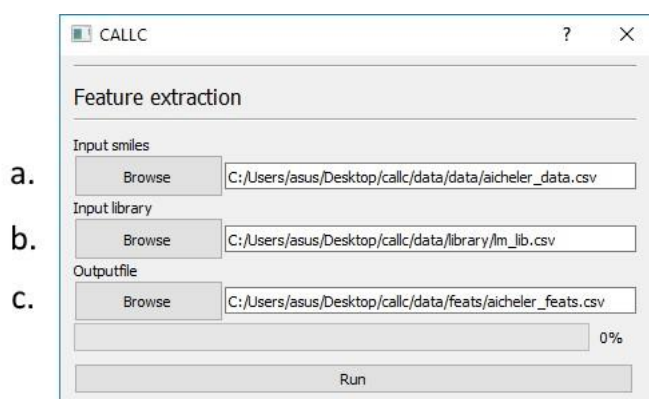 CALLC ? ×
Feature extraction
Input smiles
a. Browse C:/Users/asus/Desktop/callc/data/data/aicheler_data.csv
Input library
b. Browse C:/Users/asus/Desktop/callc/data/library/lm_lib.csv
Outputfile
c. Browse C:/Users/asus/Desktop/callc/data/feats/aicheler_feats.csv
0%
Run